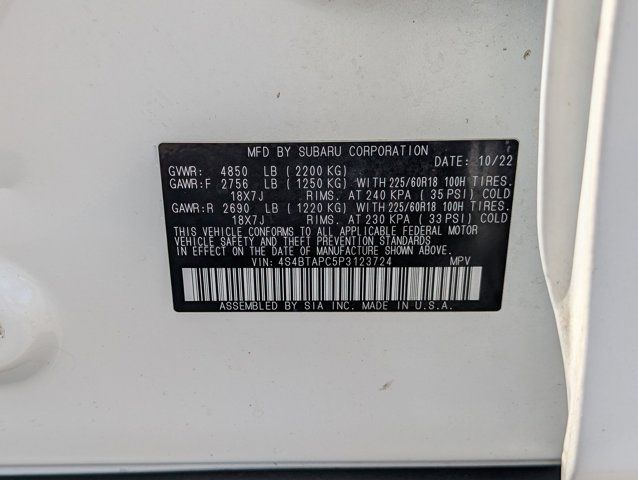 MFD BY SUBARU CORPORATION
DATE: 10/22
GVWR: 4850 LB (2200 KG)
GAWR:F 2756 LB (1250 KG) WITH 225/60R18 100H TIRES.
18X7J RIMS. AT 240 KPA (35 PSI) COLD
GAWR:R 2690 LB (1220 KG) WITH 225/60R18 100H TIRES.
18X7J RIMS. AT 230 KPA (33 PSI) COLD
THIS VEHICLE CONFORMS TO ALL APPLICABLE FEDERAL MOTOR
VEHICLE SAFETY AND THEFT PREVENTION STANDARDS
IN EFFECT ON THE DATE OF MANUFACTURE SHOWN ABOVE.
VIN: 4S4BTAPC5P3123724 MPV
ASSEMBLED BY SIA INC. MADE IN U.S.A.